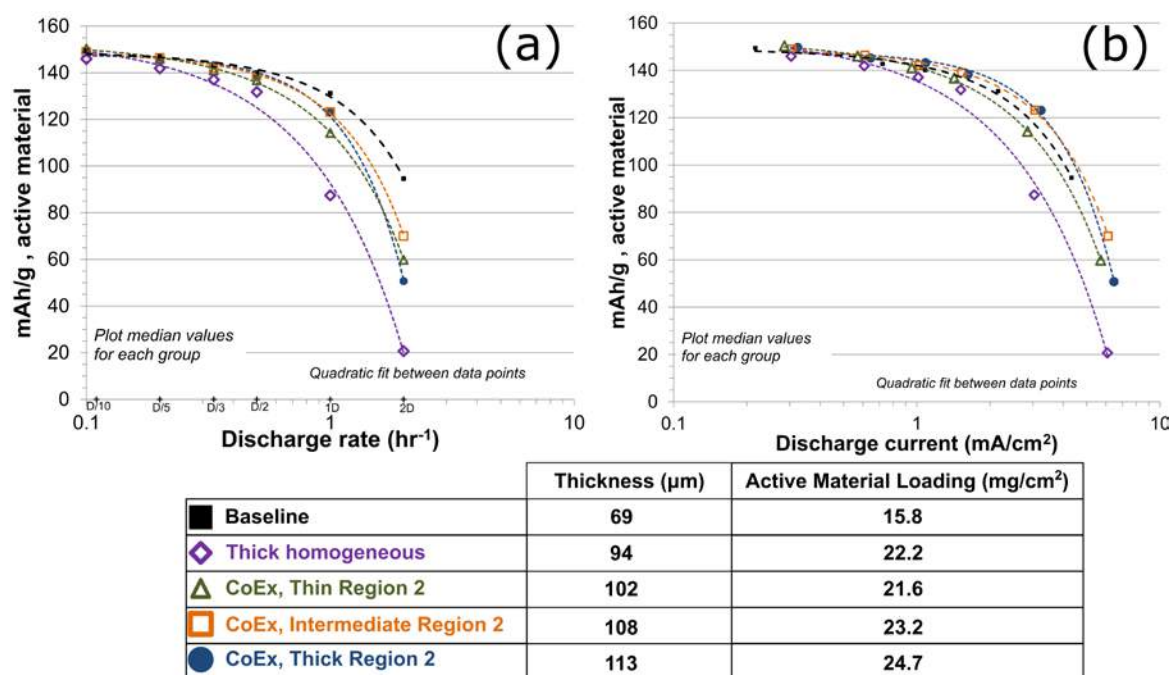 (a)
160
140
120
100
80
60
40
20
0
mAh/g , active material
Plot median values
for each group
Quadratic fit between data points
D/10 D/5 D/3 D/2 1D 2D
0.1 1 10
Discharge rate (hr-1)
(b)
160
140
120
100
80
60
40
20
0
mAh/g , active material
Plot median values
for each group
Quadratic fit between data points
0.1 1 10
Discharge current (mA/cm2)
Thickness (µm) Active Material Loading (mg/cm2)
Baseline 69 15.8
Thick homogeneous 94 22.2
CoEx, Thin Region 2 102 21.6
CoEx, Intermediate Region 2 108 23.2
CoEx, Thick Region 2 113 24.7